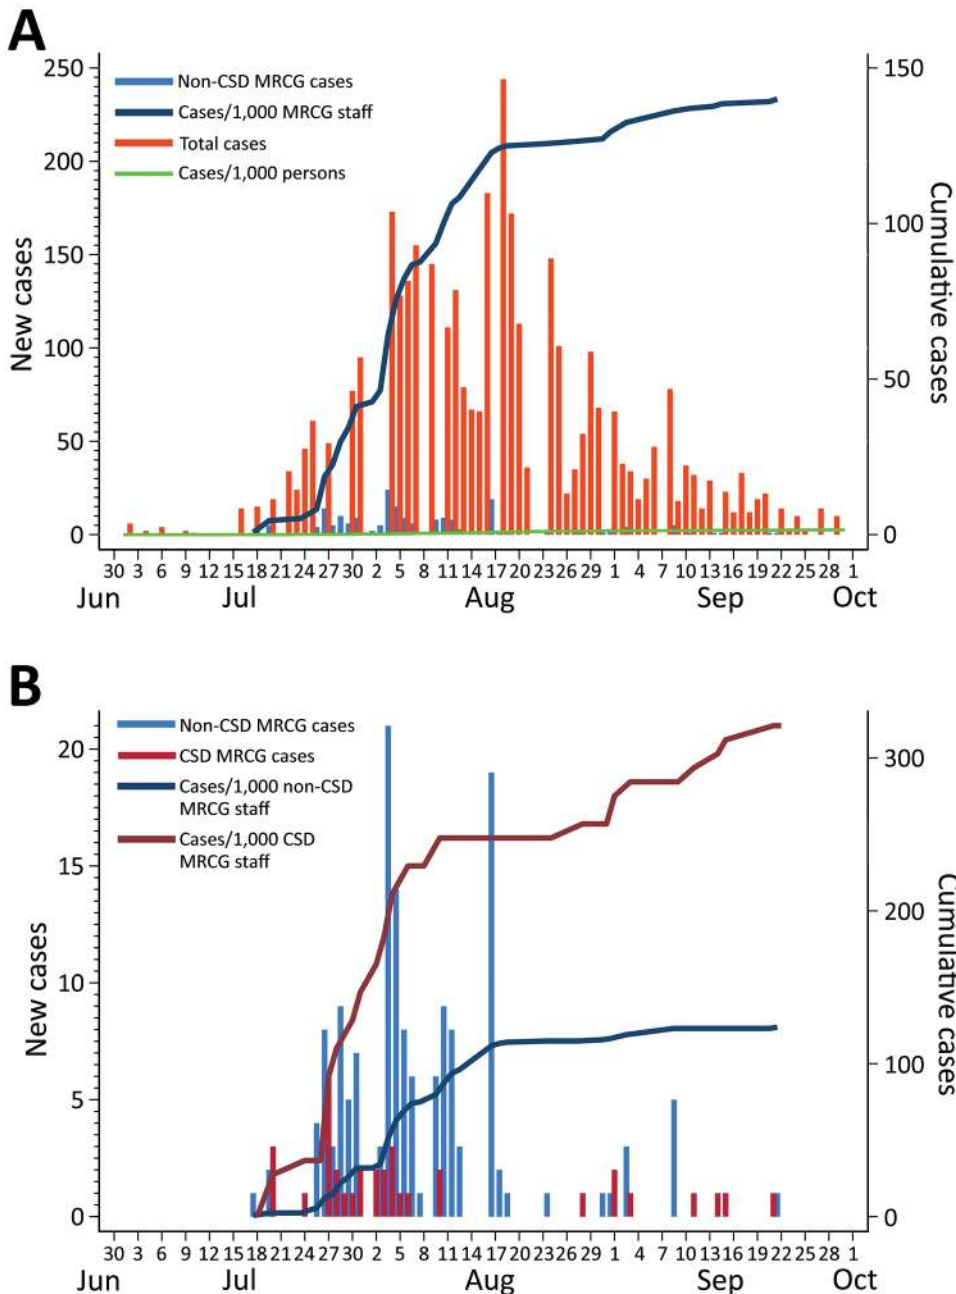 A
250
200
150
100
50
0
New cases
Non-CSD MRCG cases
Cases/1,000 MRCG staff
Total cases
Cases/1,000 persons
150
100
50
0
Cumulative cases
30 3 6 9 12 15 18 21 24 27 30 2 5 8 11 14 17 20 23 26 29 1 4 7 10 13 16 19 22 25 28 1
Jun Jul Aug Sep Oct
B
20
15
10
5
0
New cases
Non-CSD MRCG cases
CSD MRCG cases
Cases/1,000 non-CSD
MRCG staff
Cases/1,000 CSD
MRCG staff
300
200
100
0
Cumulative cases
30 3 6 9 12 15 18 21 24 27 30 2 5 8 11 14 17 20 23 26 29 1 4 7 10 13 16 19 22 25 28 1
Jun Jul Aug Sep Oct